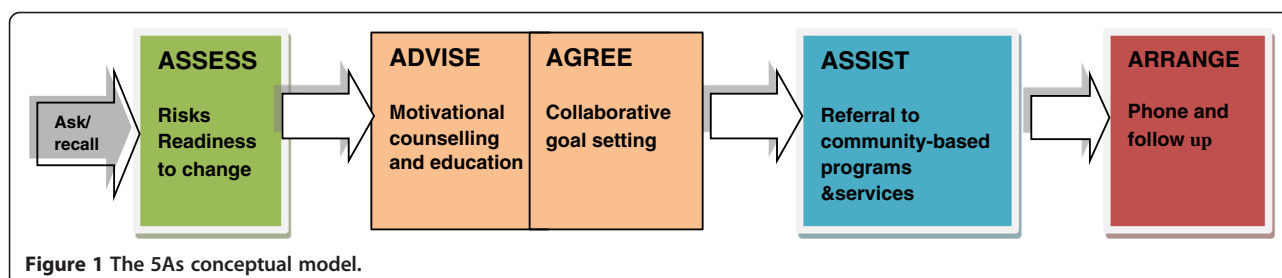 Ask/
recall
ASSESS
Risks
Readiness
to change
ADVISE
Motivational
counselling
and education
AGREE
Collaborative
goal setting
ASSIST
Referral to
community-based
programs
&services
ARRANGE
Phone and
follow up
Figure 1 The 5As conceptual model.